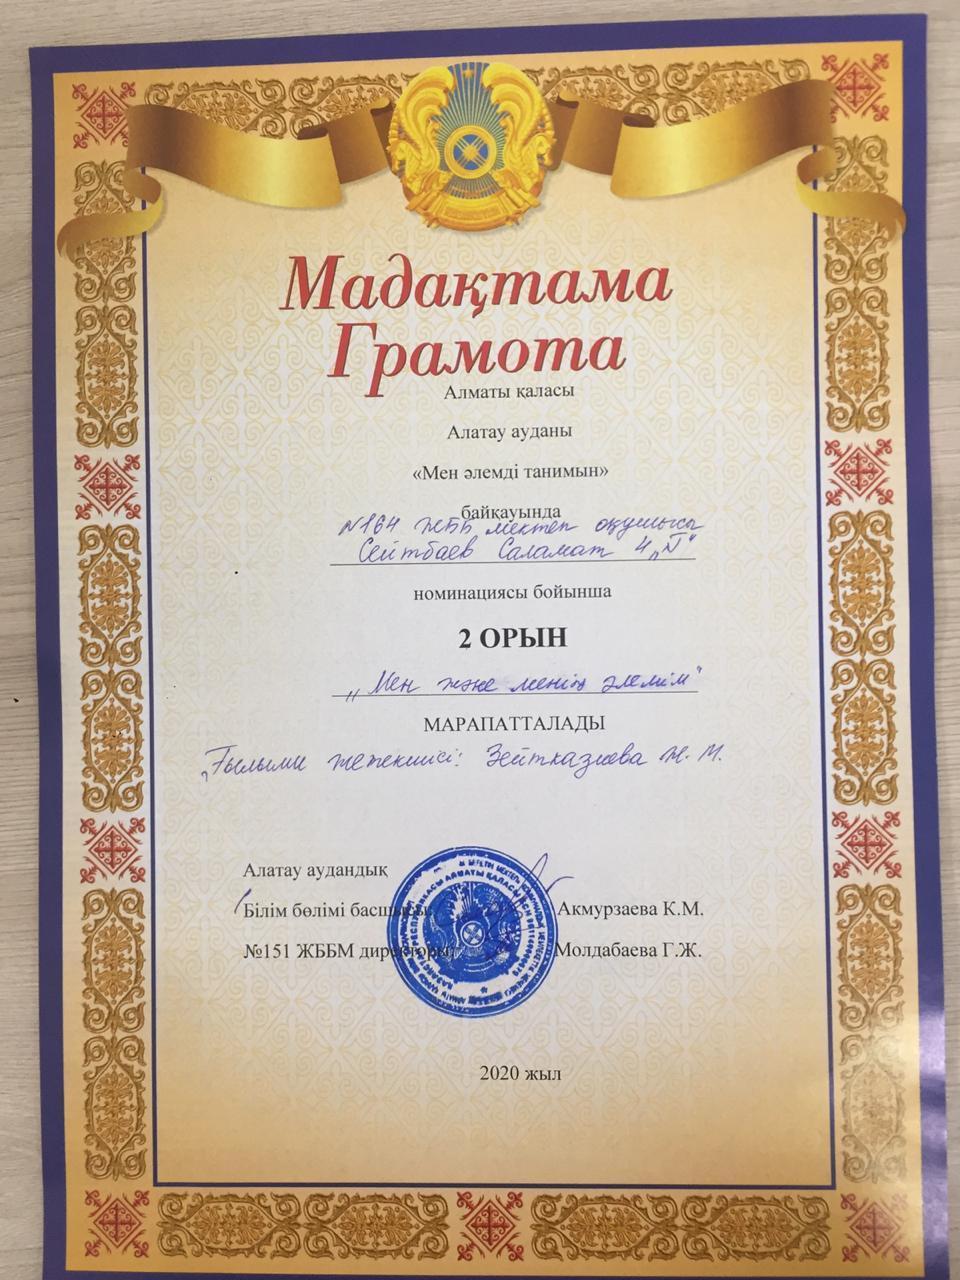 Мадақтама
Грамота
Алматы қаласы
Алатау ауданы
«Мен әлемді танимын»
байқауында
№164 ЖББ мектеп оқушысы
Сейтбаев Саламат 4
номинациясы бойынша
2 ОРЫН
„Мен және менің әлемім"
МАРАПАТТАЛАДЫ
Ғылыми жетекшісі: Зейтказиева Ж. М.
Алатау аудандық
Білім бөлімі басшысы: Акмурзаева К.М.
№151 ЖББМ директоры: Молдабаева Г.Ж.
2020 жыл